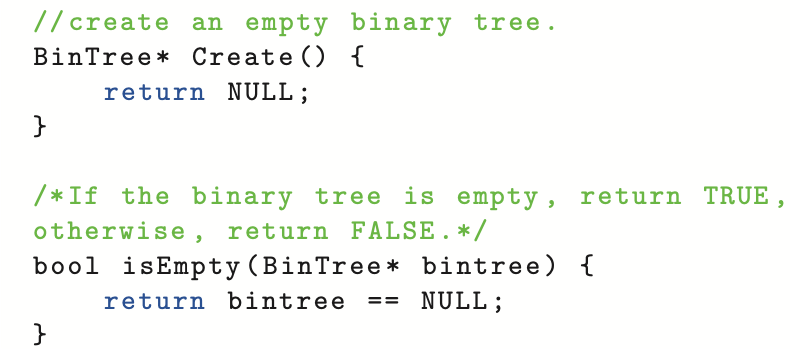 //create an empty binary tree.
BinTree* Create() {
    return NULL;
}

/*If the binary tree is empty, return TRUE,
otherwise, return FALSE.*/
bool isEmpty(BinTree* bintree) {
    return bintree == NULL;
}